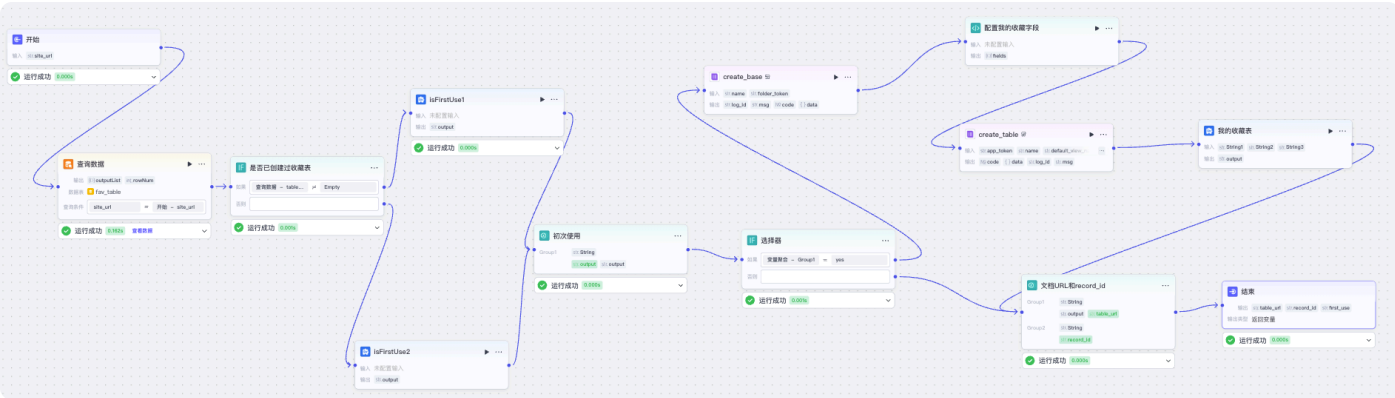 开始
输入 site_url
运行成功 0.000s
查询数据
输出 outputList rowNum
数据表 fav_table
查询条件 site_url = 开始 - site_url
运行成功 0.162s 查看数据
是否已创建过收藏表
如果 查询数据 - table... ≠ Empty
否则
运行成功 0.001s
isFirstUse1
输入 未配置输入
输出 output
运行成功 0.000s
isFirstUse2
输入 未配置输入
输出 output
初次使用
Group1 String
output output
运行成功 0.000s
选择器
如果 变量聚合 - Group1 = yes
否则
运行成功 0.001s
create_base
输入 name folder_token
输出 log_id msg code data
配置我的收藏字段
输入 未配置输入
输出 fields
create_table
输入 app_token name
输出 code data log_id msg
我的收藏表
输入 String1 String2 String3
输出 output
文档URL和record_id
Group1 String
output table_url
Group2 String
record_id
运行成功 0.000s
结束
输出 table_url record_id first_use
输出类型 返回变量
运行成功 0.000s